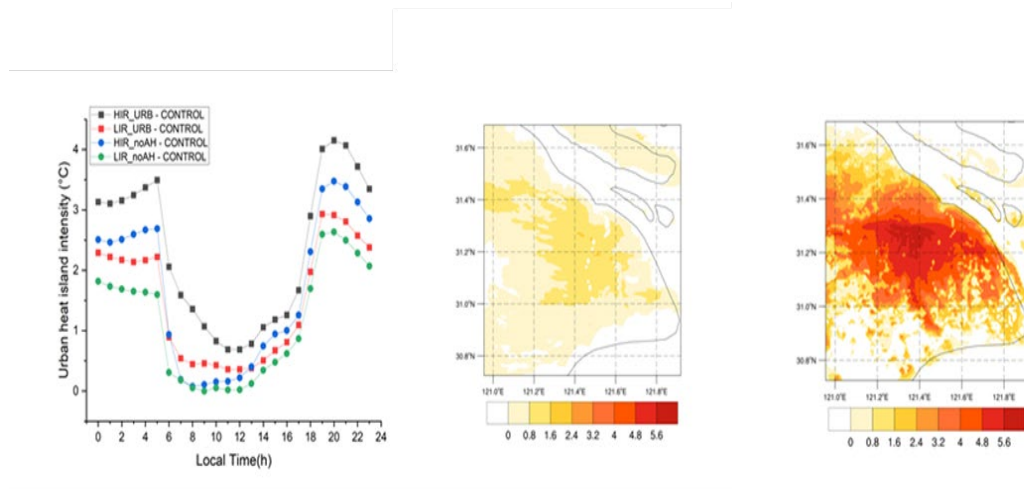 HIR_URB - CONTROL
LIR_URB - CONTROL
HIR_noAH - CONTROL
LIR_noAH - CONTROL
Urban heat island intensity (°C)
4
3
2
1
0
0 2 4 6 8 10 12 14 16 18 20 22 24
Local Time(h)
31.6°N
31.4°N
31.2°N
31.0°N
30.8°N
121.0°E 121.2°E 121.4°E 121.6°E 121.8°E
0 0.8 1.6 2.4 3.2 4 4.8 5.6
31.6°N
31.4°N
31.2°N
31.0°N
30.8°N
121.0°E 121.2°E 121.4°E 121.6°E 121.8°E
0 0.8 1.6 2.4 3.2 4 4.8 5.6